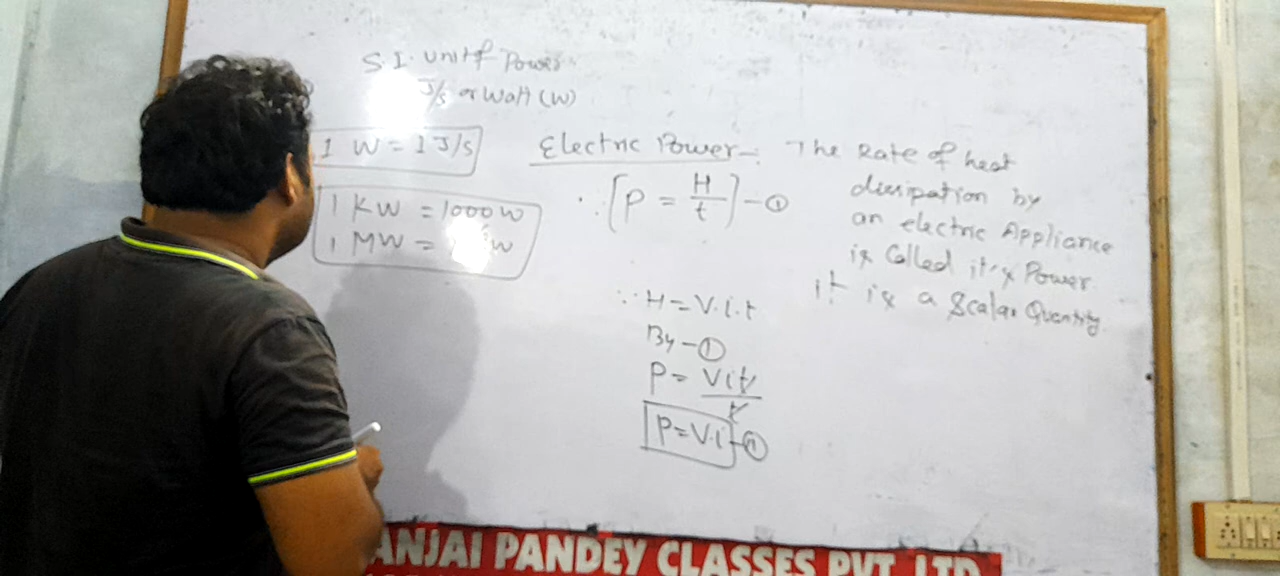 S.I. unit of Power
J/s or Watt (W)
1 W = 1 J/s
1 KW = 1000 W
1 MW = W
Electric Power -: The Rate of heat
dissipation by
an electric Appliance
is Called it's Power.
It is a Scalar Quantity.
∴ [P = H/t] - ①
∵ H = V.i.t
By - ①
P = Vit/t
P = V.i - ⑪
ANJAI PANDEY CLASSES PVT. LTD